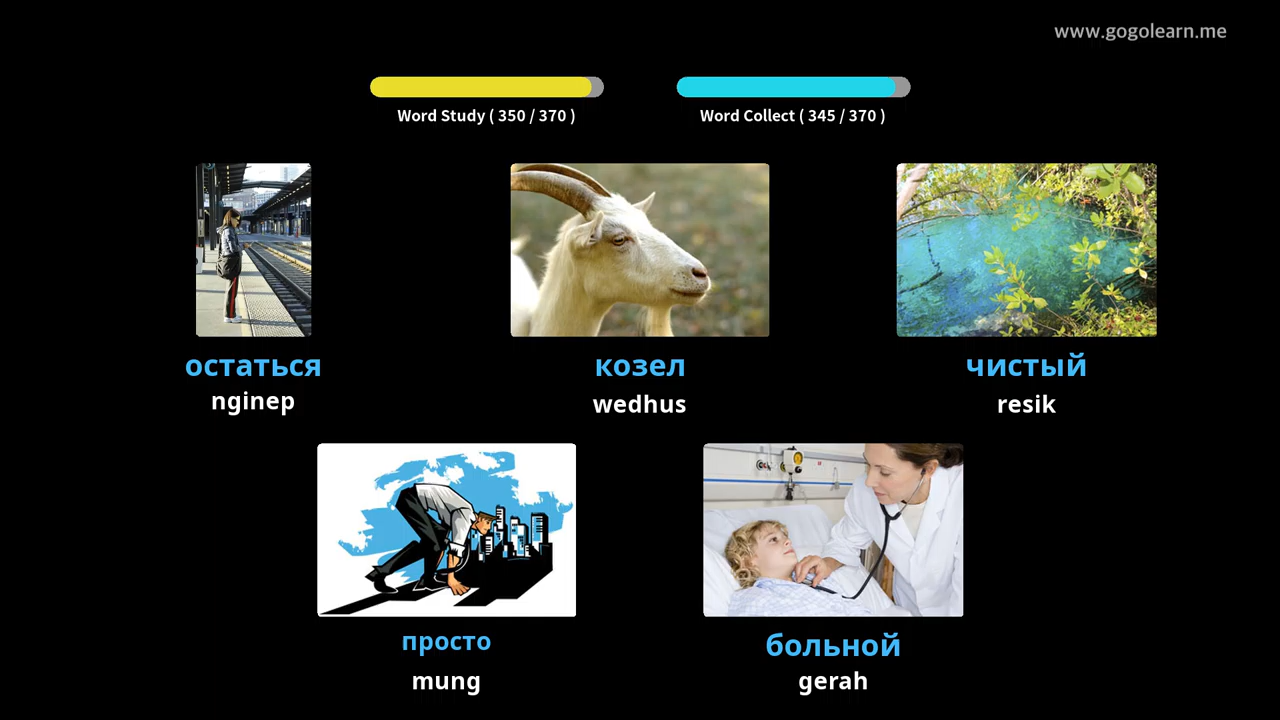 www.gogolearn.me
Word Study ( 350 / 370 )
Word Collect ( 345 / 370 )
остаться
nginep
козел
wedhus
чистый
resik
просто
mung
больной
gerah